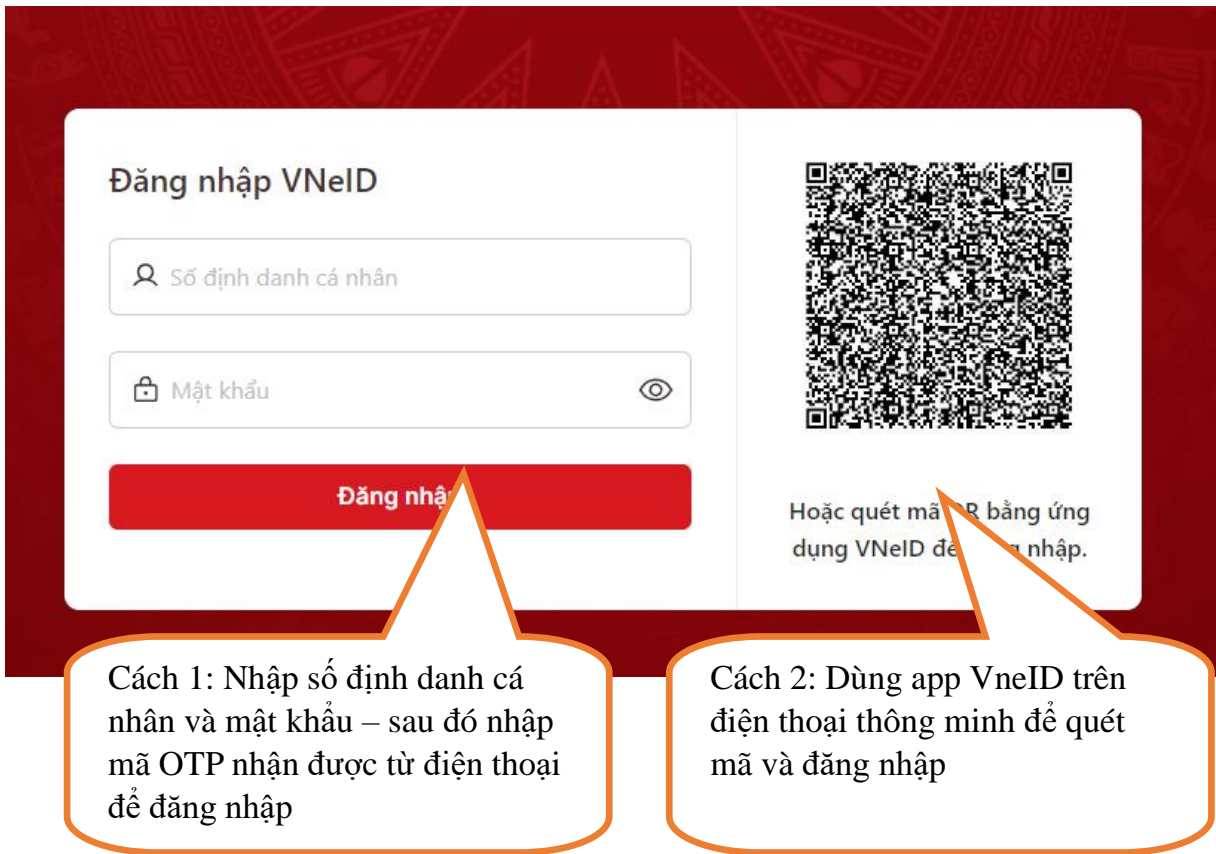 Đăng nhập VNeID
Số định danh cá nhân
Mật khẩu
Đăng nhập
Hoặc quét mã QR bằng ứng
dụng VNeID để nhập.
Cách 1: Nhập số định danh cá
nhân và mật khẩu – sau đó nhập
mã OTP nhận được từ điện thoại
để đăng nhập
Cách 2: Dùng app VneID trên
điện thoại thông minh để quét
mã và đăng nhập